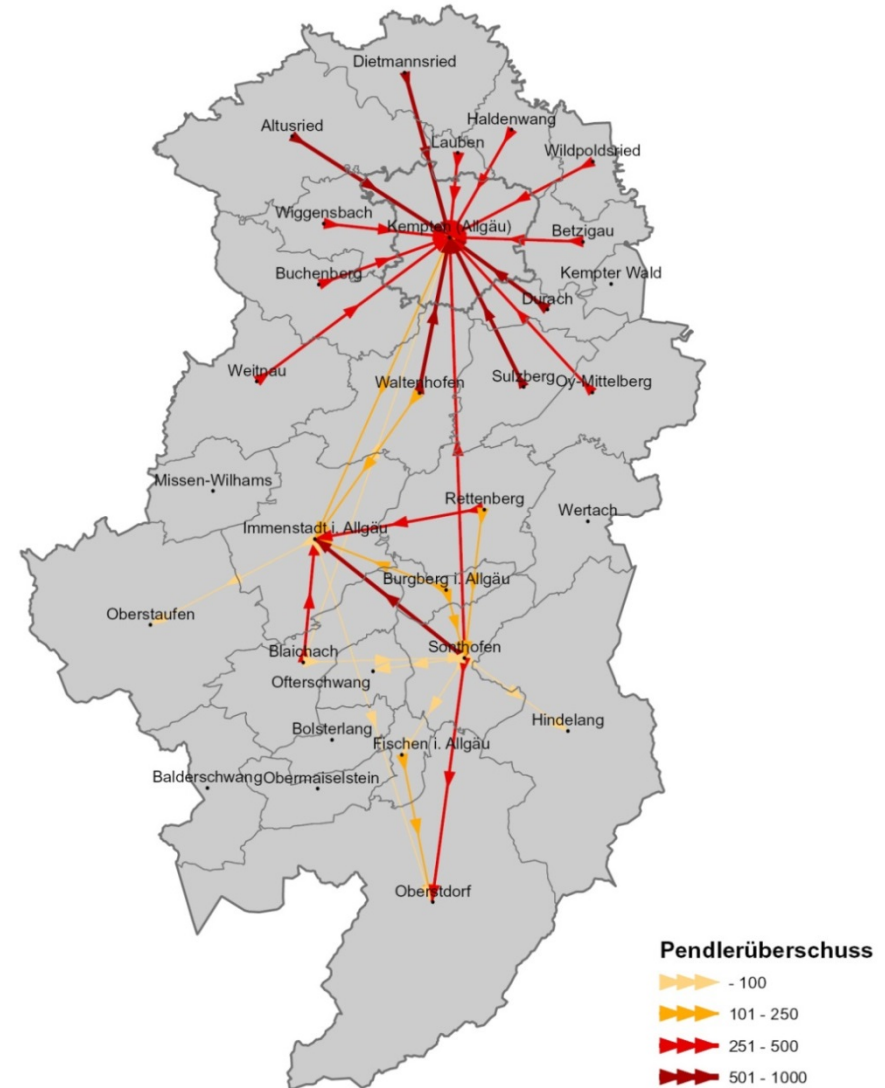 Dietmannsried
Haldenwang
Altusried
Lauben
Wildpoldsried
Wiggensbach
Kempten (Allgäu)
Betzigau
Buchenberg
Kempter Wald
Durach
Weitnau
Waltenhofen
Sulzberg
Oy-Mittelberg
Missen-Wilhams
Rettenberg
Wertach
Immenstadt i. Allgäu
Burgberg i. Allgäu
Oberstaufen
Blaichach
Sonthofen
Ofterschwang
Hindelang
Bolsterlang
Fischen i. Allgäu
Balderschwang
Obermaiselstein
Oberstdorf
Pendlerüberschuss
- 100
101 - 250
251 - 500
501 - 1000